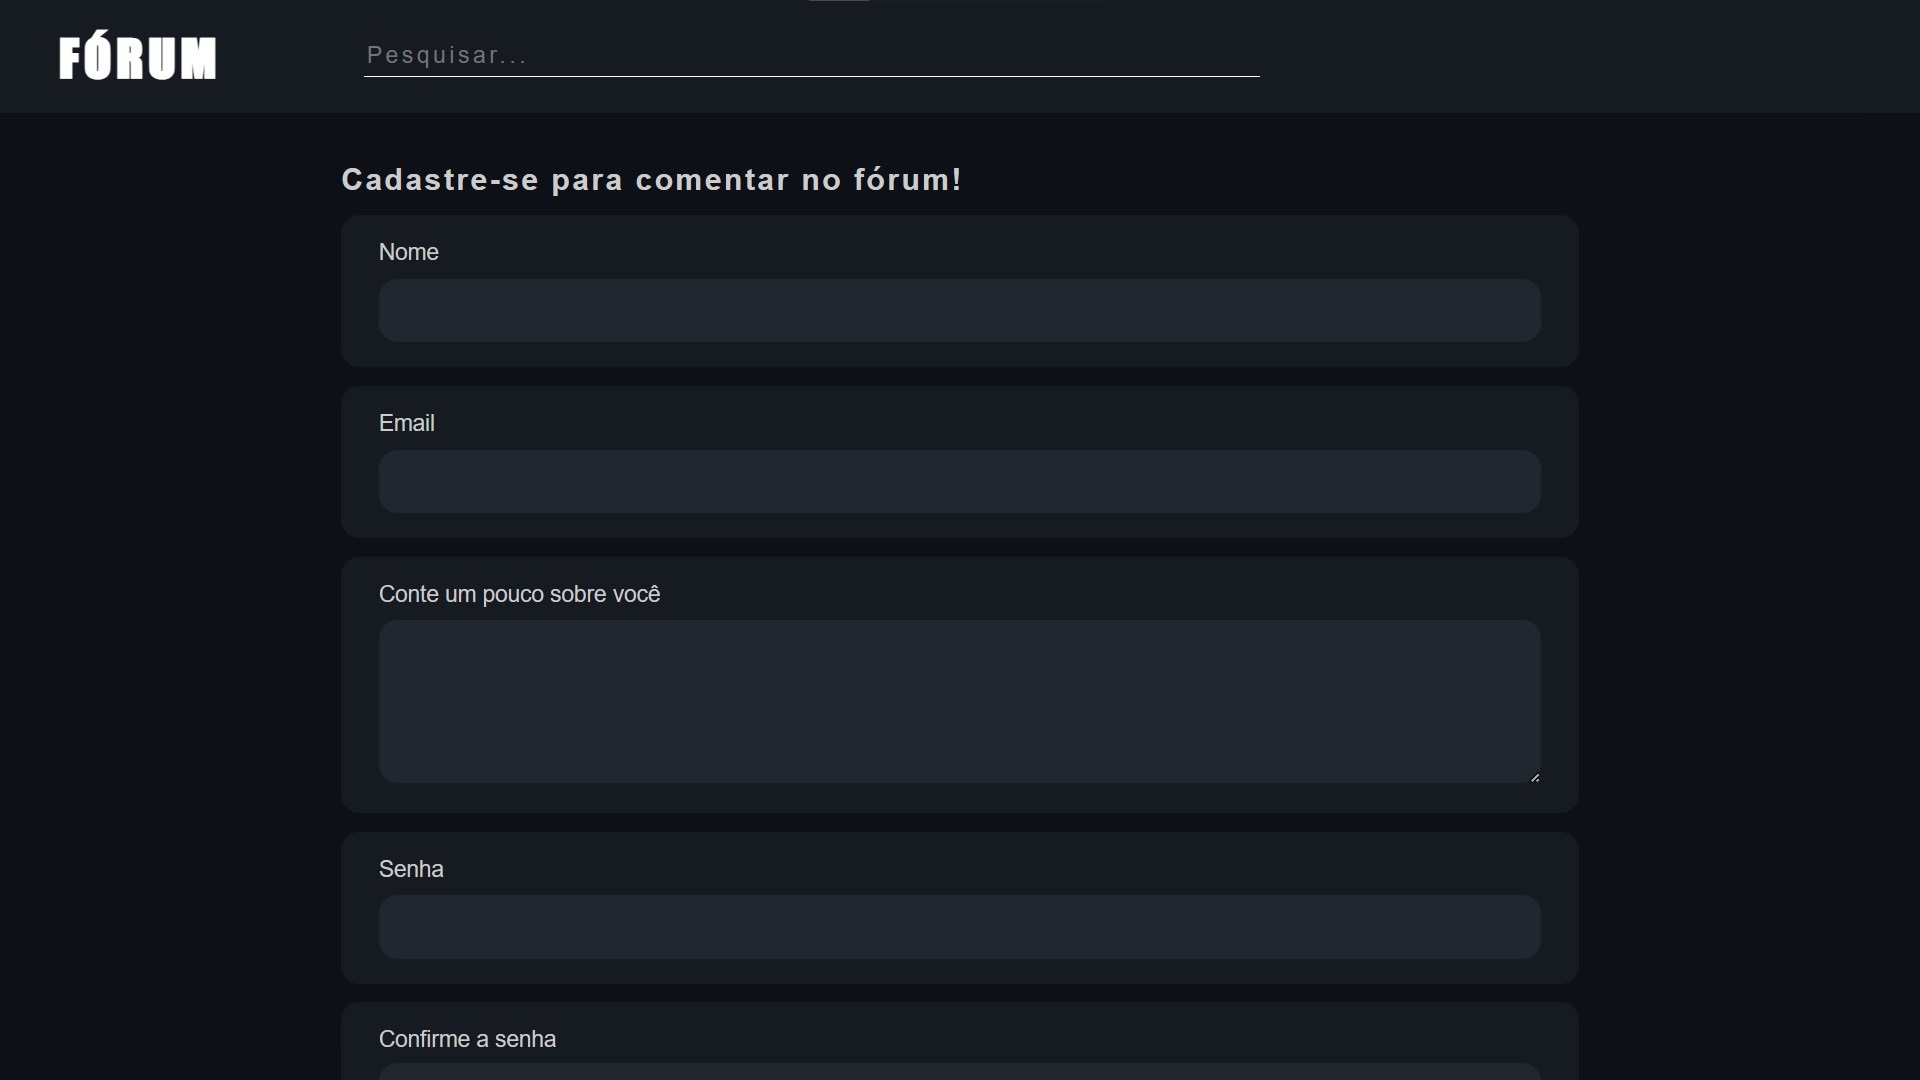 FÓRUM
Pesquisar...
Cadastre-se para comentar no fórum!
Nome
Email
Conte um pouco sobre você
Senha
Confirme a senha